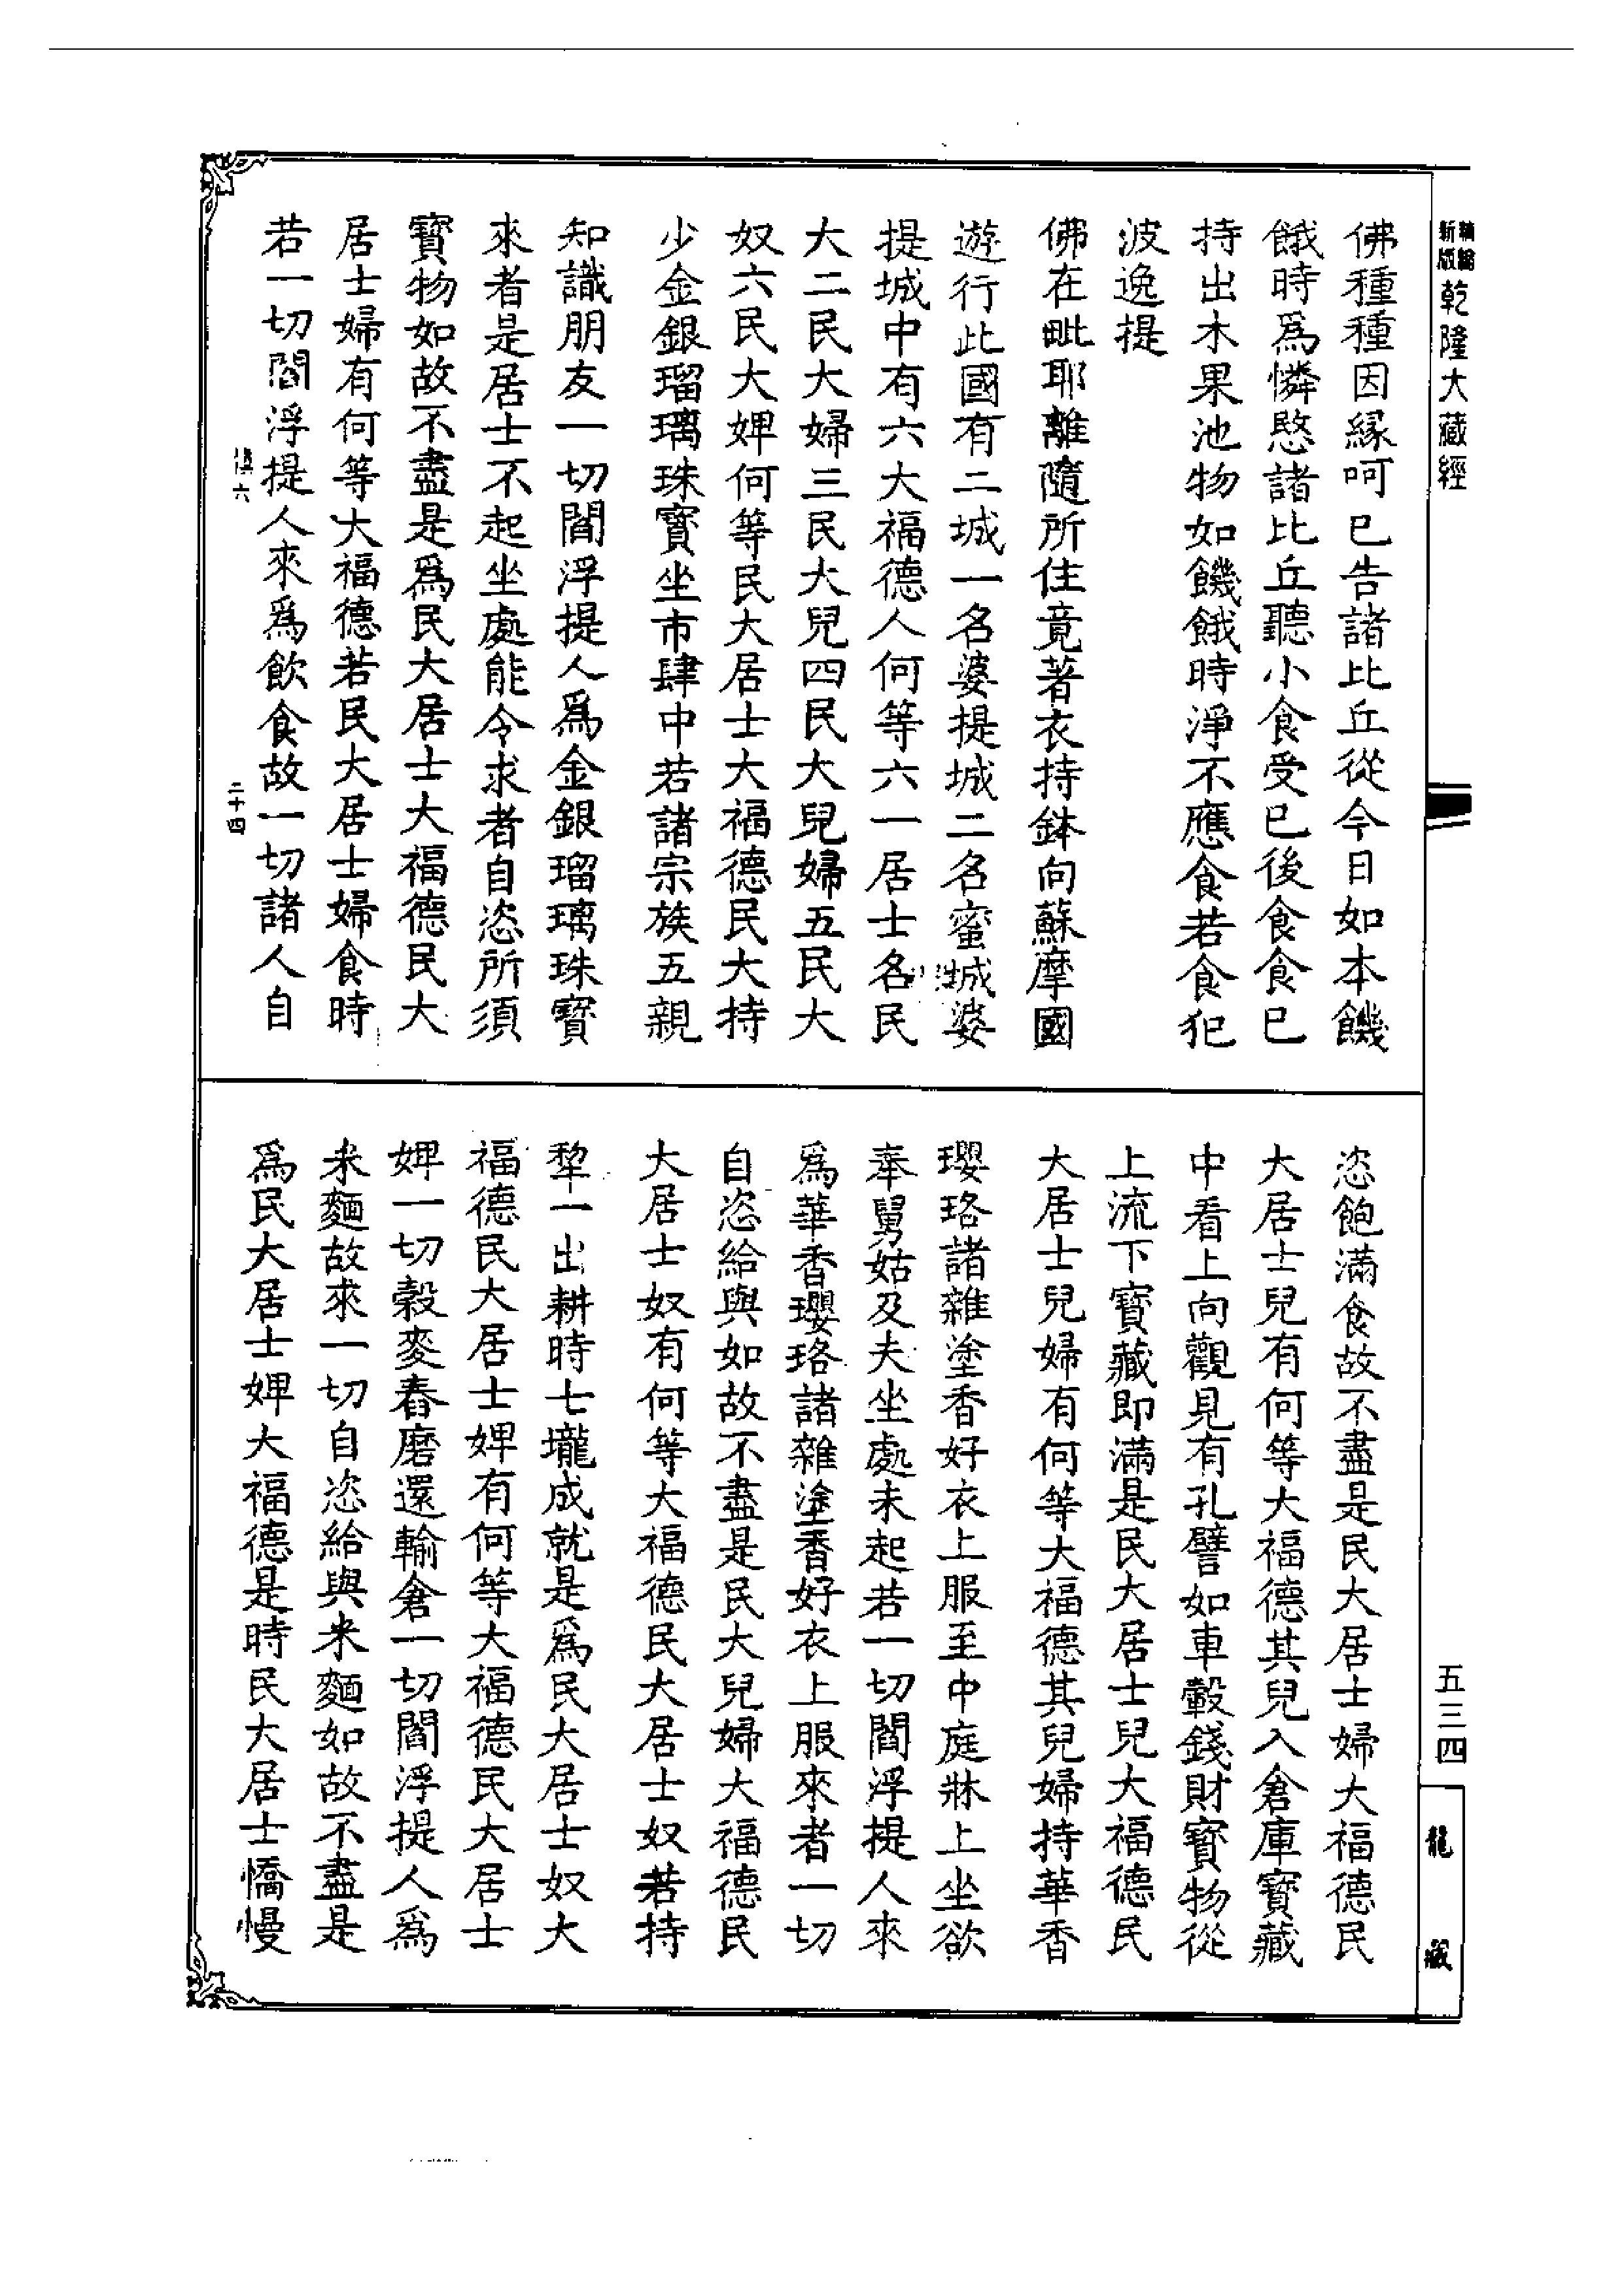 新編縮版乾隆大藏經
佛種種因緣呵已告諸比丘從今日如本饑
餓時爲憐愍諸比丘聽小食受已後食食已
持出木果池物如饑餓時淨不應食若食犯
波逸提
佛在毗耶離隨所住竟著衣持鉢向蘇摩國
遊行此國有二城一名婆提城二名蜜城婆
提城中有六大福德人何等六一居士名民
大二民大婦三民大兒四民大兒婦五民大
奴六民大婢何等民大居士大福德民大持
少金銀瑠璃珠寶坐市肆中若諸宗族五親
知識朋友一切閻浮提人爲金銀瑠璃珠寶
來者是居士不起坐處能令求者自恣所須
寶物如故不盡是爲民大居士大福德民大
居士婦有何等大福德若民大居士婦食時
若一切閻浮提人來爲飲食故一切諸人自
六
二十四
恣飽滿食故不盡是民大居士婦大福德民
大居士兒有何等大福德其兒入倉庫寶藏
中看上向觀見有孔譬如車轂錢財寶物從
上流下寶藏即滿是民大居士兒大福德民
大居士兒婦有何等大福德其兒婦持華香
瓔珞諸雜塗香好衣上服至中庭牀上坐欲
奉舅姑及夫坐處未起若一切閻浮提人來
爲華香瓔珞諸雜塗香好衣上服來者一切
自恣給與如故不盡是民大兒婦大福德民
大居士奴有何等大福德民大居士奴若持
犂一出耕時七壠成就是爲民大居士奴大
福德民大居士婢有何等大福德民大居士
婢一切穀麥舂磨還輸倉一切閻浮提人爲
米麵故求一切自恣給與米麵如故不盡是
爲民大居士婢大福德是時民大居士憍慢
五三四
龍藏